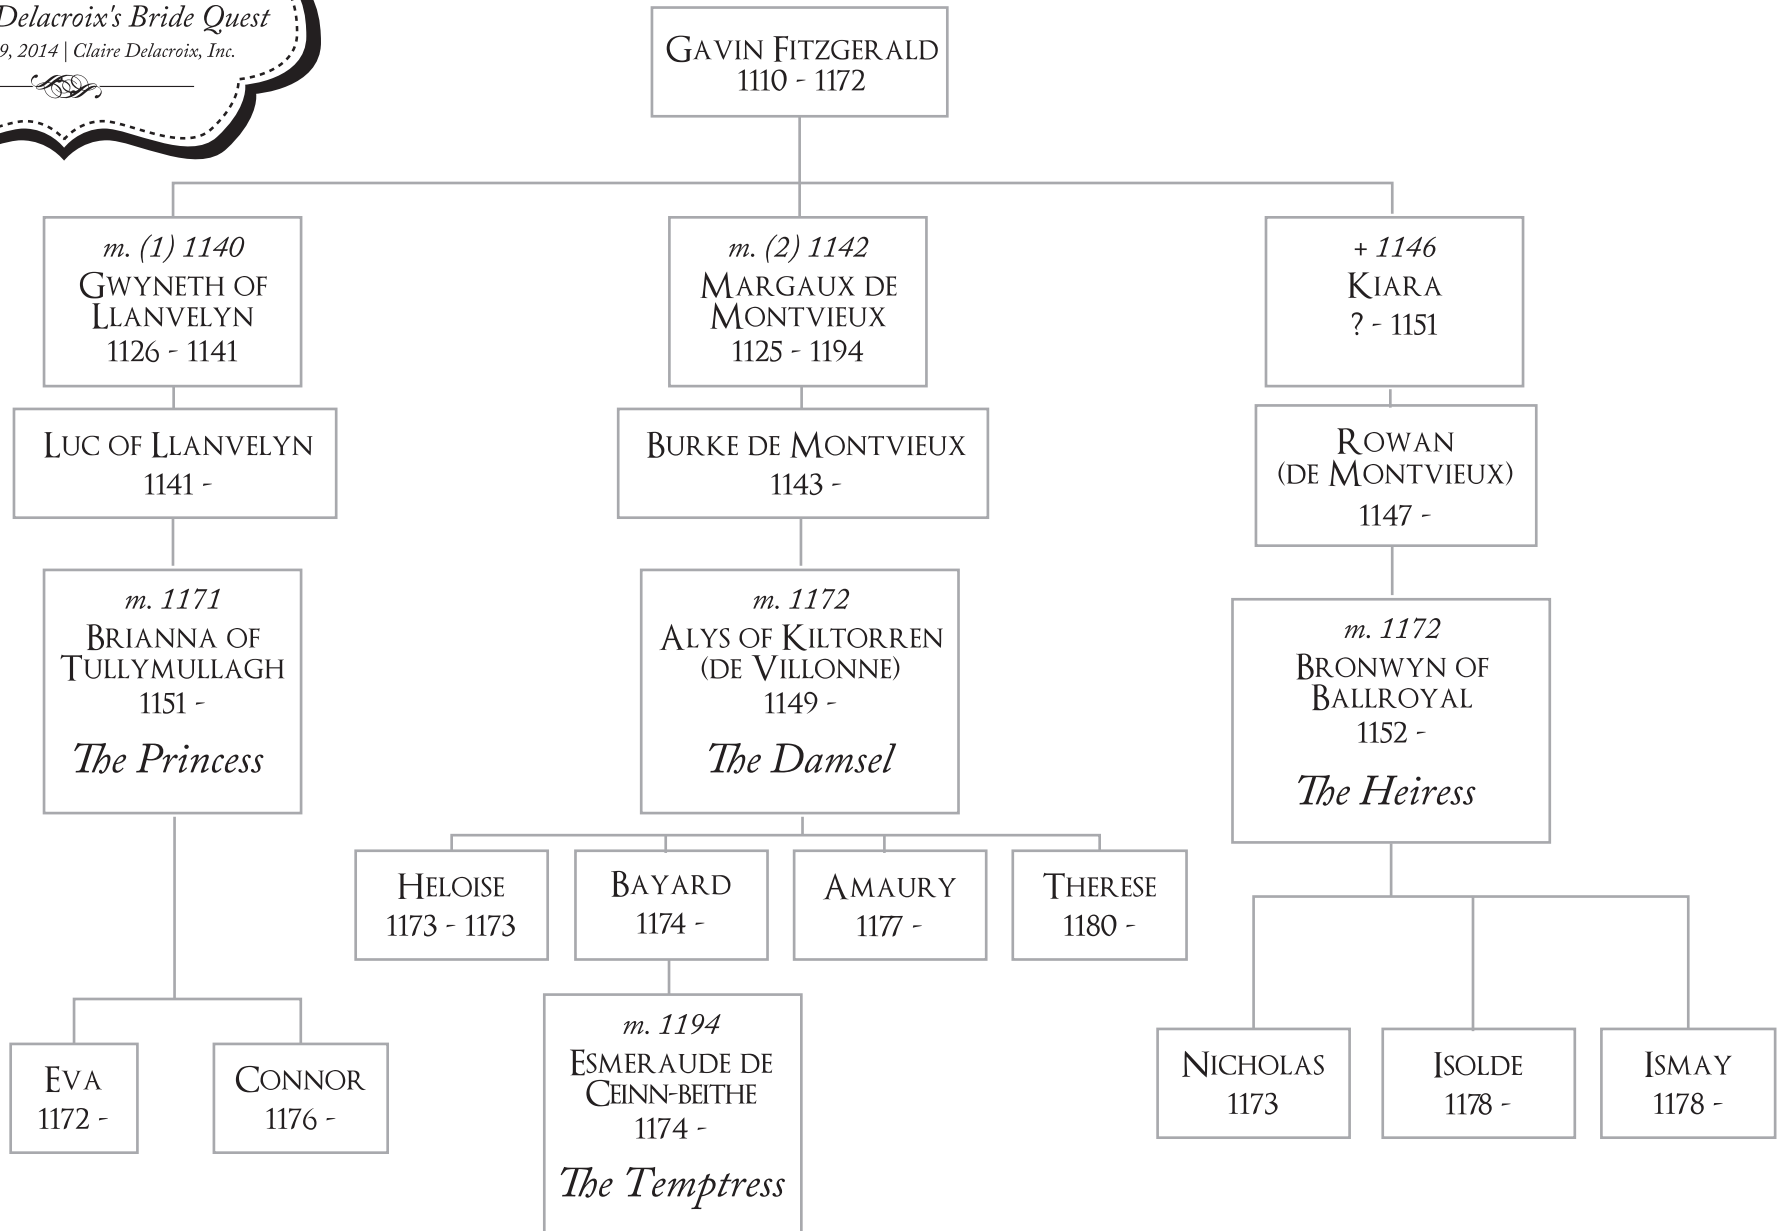 Delacroix's Bride Quest
9, 2014 | Claire Delacroix, Inc.
GAVIN FITZGERALD
1110 - 1172
m. (1) 1140
GWYNETH OF
LLANVELYN
1126 - 1141
m. (2) 1142
MARGAUX DE
MONTVIEUX
1125 - 1194
+ 1146
KIARA
? - 1151
LUC OF LLANVELYN
1141 -
BURKE DE MONTVIEUX
1143 -
ROWAN
(DE MONTVIEUX)
1147 -
m. 1171
BRIANNA OF
TULLYMULLAGH
1151 -
The Princess
m. 1172
ALYS OF KILTORREN
(DE VILLONNE)
1149 -
The Damsel
m. 1172
BRONWYN OF
BALLROYAL
1152 -
The Heiress
HELOISE
1173 - 1173
BAYARD
1174 -
AMAURY
1177 -
THERESE
1180 -
EVA
1172 -
CONNOR
1176 -
m. 1194
ESMERAUDE DE
CEINN-BEITHE
1174 -
The Temptress
NICHOLAS
1173
ISOLDE
1178 -
ISMAY
1178 -